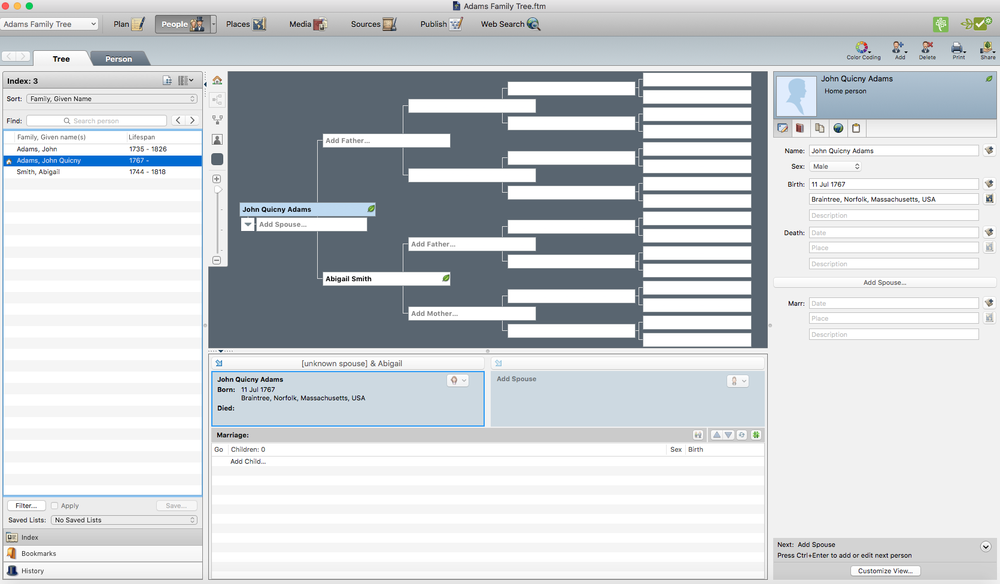 Adams Family Tree.ftm
Adams Family Tree
Plan
People
Places
Media
Sources
Publish
Web Search
Tree
Person
Color Coding
Add
Delete
Print
Share
Index: 3
Sort: Family, Given Name
Find: Search person
Family, Given name(s) Lifespan
Adams, John 1735 - 1826
Adams, John Quicny 1767 -
Smith, Abigail 1744 - 1818
Filter...
Apply
Save...
Saved Lists: No Saved Lists
Index
Bookmarks
History
Add Father...
John Quicny Adams
Add Spouse...
Add Father...
Abigail Smith
Add Mother...
[unknown spouse] & Abigail
John Quicny Adams
Born: 11 Jul 1767
Braintree, Norfolk, Massachusetts, USA
Died:
Add Spouse
Marriage:
Go Children: 0 Sex Birth
Add Child...
John Quicny Adams
Home person
Name: John Quicny Adams
Sex: Male
Birth: 11 Jul 1767
Braintree, Norfolk, Massachusetts, USA
Description
Death: Date
Place
Description
Add Spouse...
Marr: Date
Place
Description
Next: Add Spouse
Press Ctrl+Enter to add or edit next person
Customize View...